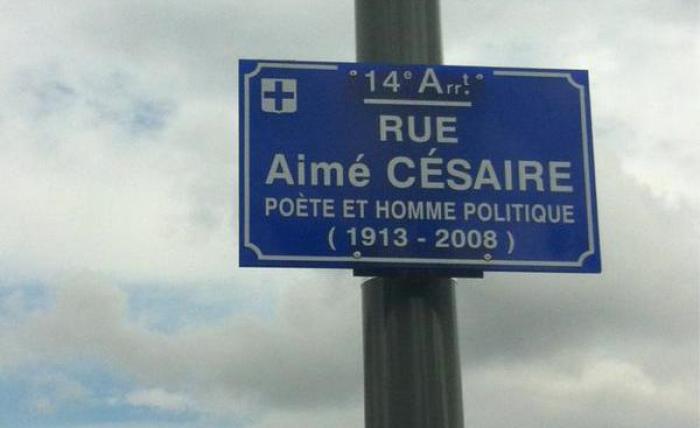 14e Arrt.
RUE
Aimé CÉSAIRE
POÈTE ET HOMME POLITIQUE
( 1913 - 2008 )